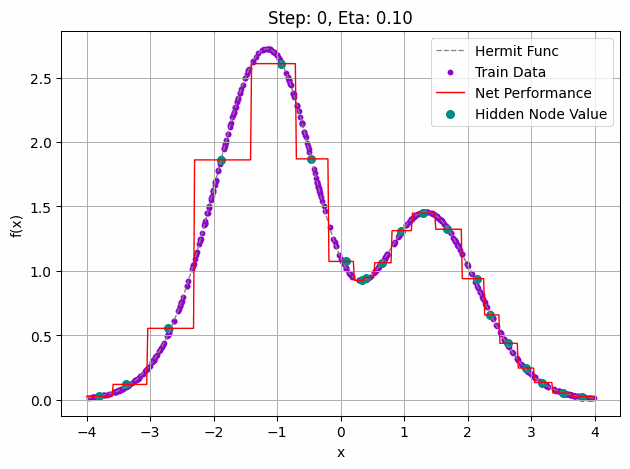 Step: 0, Eta: 0.10
Hermit Func
Train Data
Net Performance
Hidden Node Value
f(x)
2.5
2.0
1.5
1.0
0.5
0.0
−4 −3 −2 −1 0 1 2 3 4
x